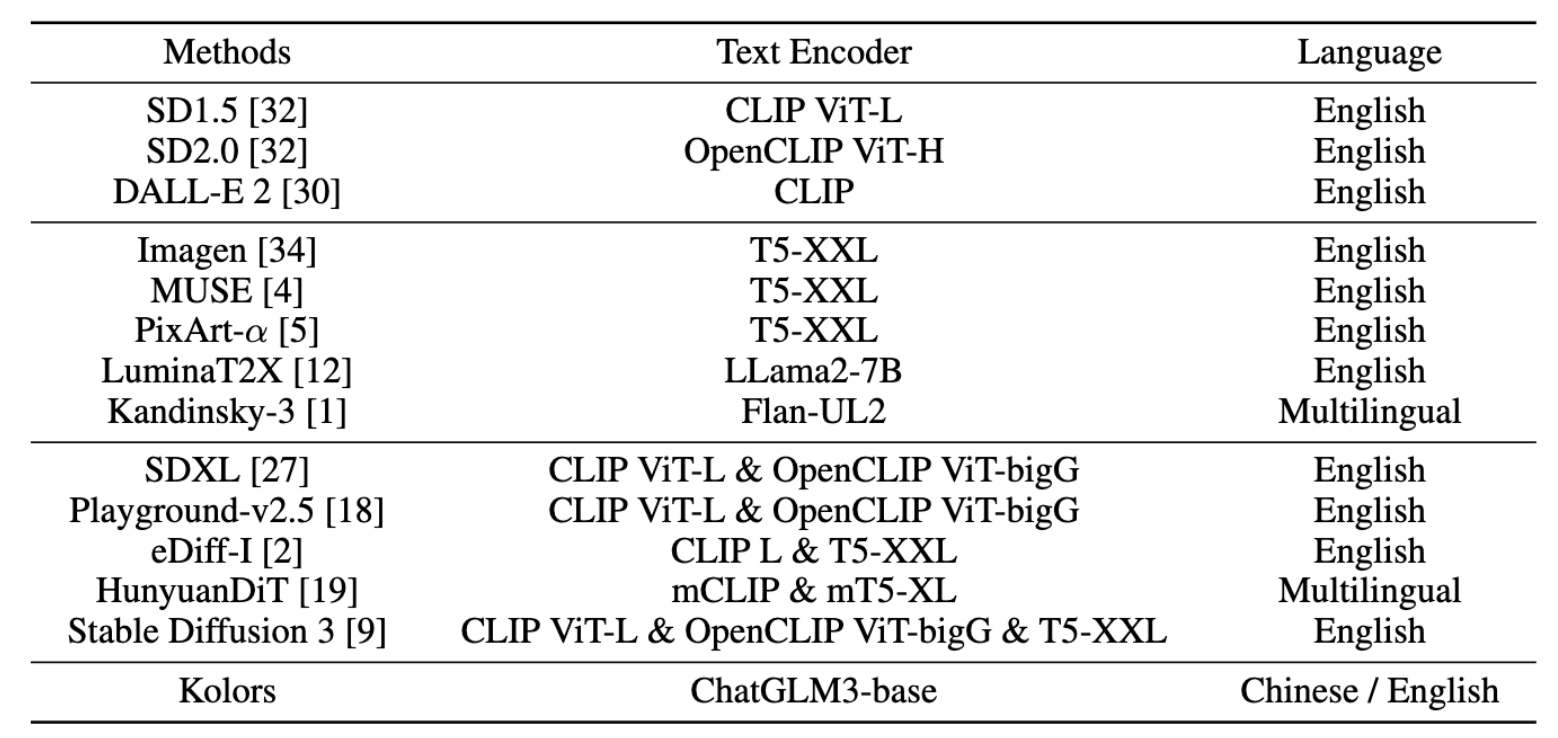 Methods Text Encoder Language
SD1.5 [32] CLIP ViT-L English
SD2.0 [32] OpenCLIP ViT-H English
DALL-E 2 [30] CLIP English
Imagen [34] T5-XXL English
MUSE [4] T5-XXL English
PixArt-α [5] T5-XXL English
LuminaT2X [12] LLama2-7B English
Kandinsky-3 [1] Flan-UL2 Multilingual
SDXL [27] CLIP ViT-L & OpenCLIP ViT-bigG English
Playground-v2.5 [18] CLIP ViT-L & OpenCLIP ViT-bigG English
eDiff-I [2] CLIP L & T5-XXL English
HunyuanDiT [19] mCLIP & mT5-XL Multilingual
Stable Diffusion 3 [9] CLIP ViT-L & OpenCLIP ViT-bigG & T5-XXL English
Kolors ChatGLM3-base Chinese / English